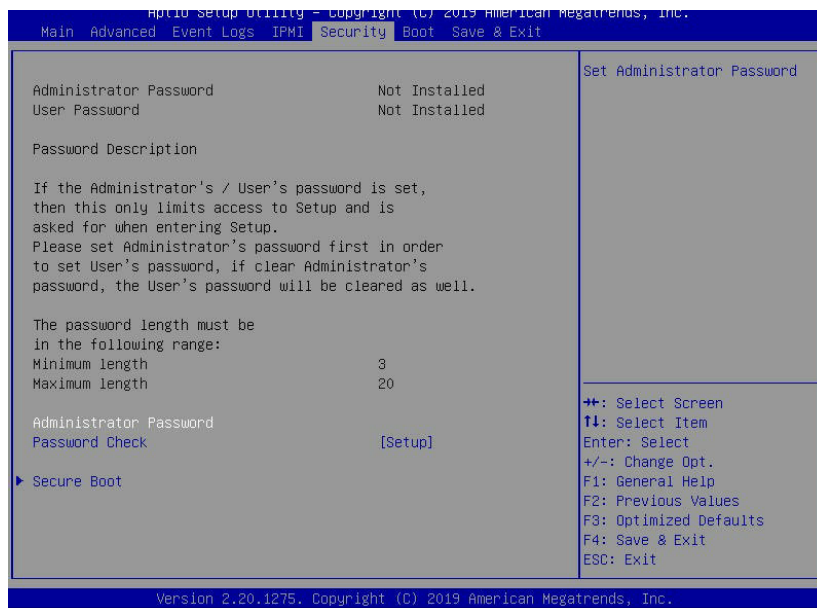 Aptio Setup Utility – Copyright (C) 2019 American Megatrends, Inc.
Main Advanced Event Logs IPMI Security Boot Save & Exit
Set Administrator Password
Administrator Password Not Installed
User Password Not Installed
Password Description
If the Administrator's / User's password is set,
then this only limits access to Setup and is
asked for when entering Setup.
Please set Administrator's password first in order
to set User's password, if clear Administrator's
password, the User's password will be cleared as well.
The password length must be
in the following range:
Minimum length 3
Maximum length 20
Administrator Password
Password Check [Setup]
Secure Boot
→←: Select Screen
↑↓: Select Item
Enter: Select
+/-: Change Opt.
F1: General Help
F2: Previous Values
F3: Optimized Defaults
F4: Save & Exit
ESC: Exit
Version 2.20.1275. Copyright (C) 2019 American Megatrends, Inc.